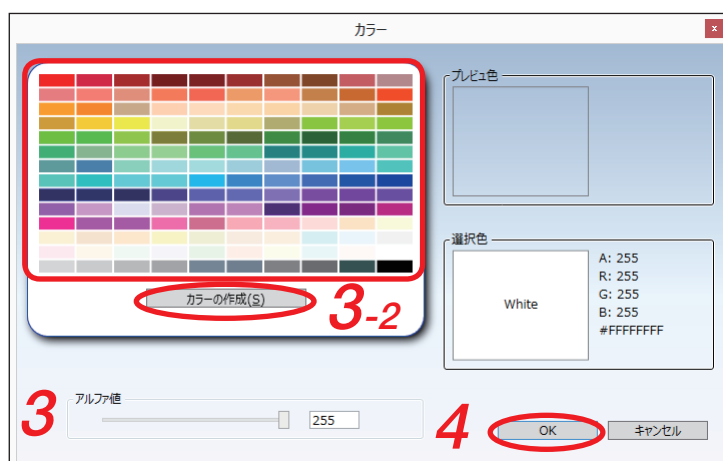 カラー
x
プレビュ色
選択色
White
A: 255
R: 255
G: 255
B: 255
#FFFFFFFF
カラーの作成(S)
3-2
3
アルファ値
255
4
OK
キャンセル